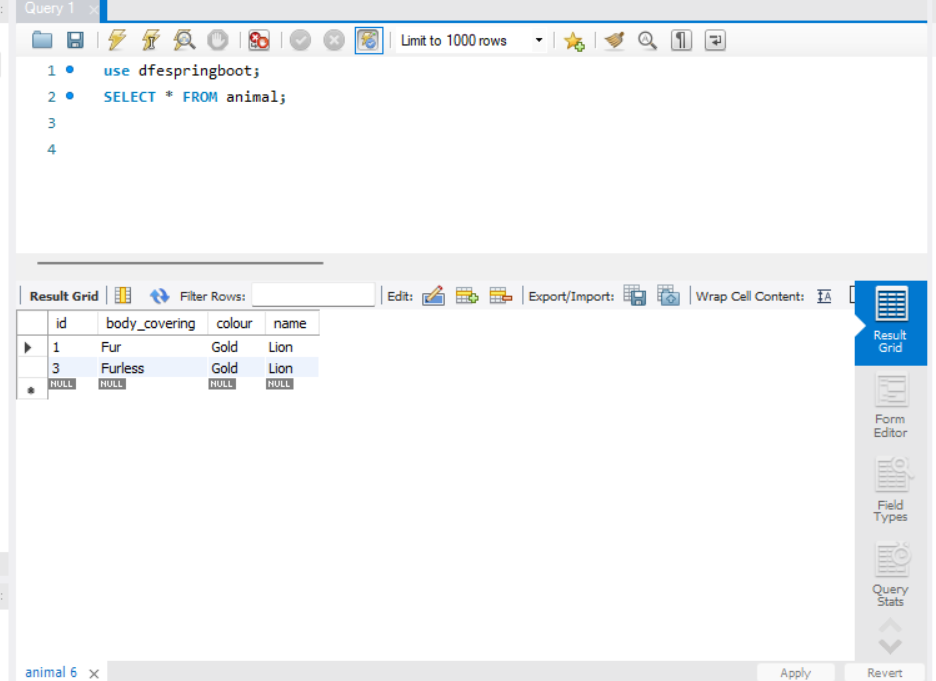 Query 1
Limit to 1000 rows
1 use dfespringboot;
2 SELECT * FROM animal;
3
4
Result Grid Filter Rows: Edit: Export/Import: Wrap Cell Content: IA
id body_covering colour name
1 Fur Gold Lion
3 Furless Gold Lion
NULL NULL NULL NULL
Result
Grid
Form
Editor
Field
Types
Query
Stats
animal 6
Apply Revert